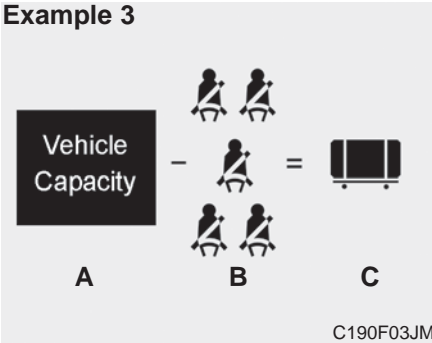 Example 3
Vehicle
Capacity
-
=
A B C
C190F03JM